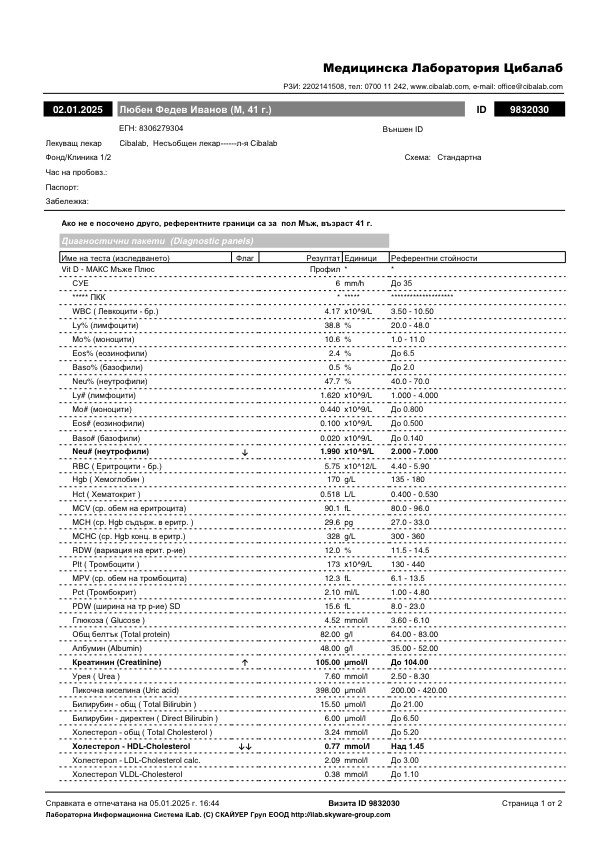 Медицинска Лаборатория Цибалаб
РЗИ: 2202141508, тел: 0700 11 242, www.cibalab.com, e-mail: office@cibalab.com
02.01.2025 Любен Федев Иванов (М, 41 г.) ID 9832030
ЕГН: 8306279304 Външен ID
Лекуващ лекар Cibalab, Несъобщен лекар------л-я Cibalab
Фонд/Клиника 1/2 Схема: Стандартна
Час на пробовз.:
Паспорт:
Забележка:
Ако не е посочено друго, референтните граници са за пол Мъж, възраст 41 г.
Диагностични пакети (Diagnostic panels)
Име на теста (изследването) Флаг Резултат Единици Референтни стойности
Vit D - МАКС Мъже Плюс Профил * *
СУЕ 6 mm/h До 35
***** ПКК * ***** ********************
WBC ( Левкоцити - бр.) 4.17 x10^9/L 3.50 - 10.50
Ly% (лимфоцити) 38.8 % 20.0 - 48.0
Mo% (моноцити) 10.6 % 1.0 - 11.0
Eos% (еозинофили) 2.4 % До 6.5
Baso% (базофили) 0.5 % До 2.0
Neu% (неутрофили) 47.7 % 40.0 - 70.0
Ly# (лимфоцити) 1.620 x10^9/L 1.000 - 4.000
Mo# (моноцити) 0.440 x10^9/L До 0.800
Eos# (еозинофили) 0.100 x10^9/L До 0.500
Baso# (базофили) 0.020 x10^9/L До 0.140
Neu# (неутрофили) ↓ 1.990 x10^9/L 2.000 - 7.000
RBC ( Еритроцити - бр.) 5.75 x10^12/L 4.40 - 5.90
Hgb ( Хемоглобин ) 170 g/L 135 - 180
Hct ( Хематокрит ) 0.518 L/L 0.400 - 0.530
MCV (ср. обем на еритроцита) 90.1 fL 80.0 - 96.0
MCH (ср. Hgb съдърж. в еритр. ) 29.6 pg 27.0 - 33.0
MCHC (ср. Hgb конц. в еритр.) 328 g/L 300 - 360
RDW (вариация на ерит. р-ие) 12.0 % 11.5 - 14.5
Plt ( Тромбоцити ) 173 x10^9/L 130 - 440
MPV (ср. обем на тромбоцита) 12.3 fL 6.1 - 13.5
Pct (Тромбокрит) 2.10 ml/L 1.00 - 4.80
PDW (ширина на тр р-ие) SD 15.6 fL 8.0 - 23.0
Глюкоза ( Glucose ) 4.52 mmol/l 3.60 - 6.10
Общ белтък (Total protein) 82.00 g/l 64.00 - 83.00
Албумин (Albumin) 48.00 g/l 35.00 - 52.00
Креатинин (Creatinine) ↑ 105.00 µmol/l До 104.00
Урея ( Urea ) 7.60 mmol/l 2.50 - 8.30
Пикочна киселина (Uric acid) 398.00 µmol/l 200.00 - 420.00
Билирубин - общ ( Total Bilirubin ) 15.50 µmol/l До 21.00
Билирубин - директен ( Direct Bilirubin ) 6.00 µmol/l До 6.50
Холестерол - общ ( Total Cholesterol ) 3.24 mmol/l До 5.20
Холестерол - HDL-Cholesterol ↓↓ 0.77 mmol/l Над 1.45
Холестерол - LDL-Cholesterol calc. 2.09 mmol/l До 3.00
Холестерол VLDL-Cholesterol 0.38 mmol/l До 1.10
Справката е отпечатана на 05.01.2025 г. 16:44 Визита ID 9832030 Страница 1 от 2
Лабораторна Информационна Система iLab. (С) СКАЙУЕР Груп ЕООД http://ilab.skyware-group.com